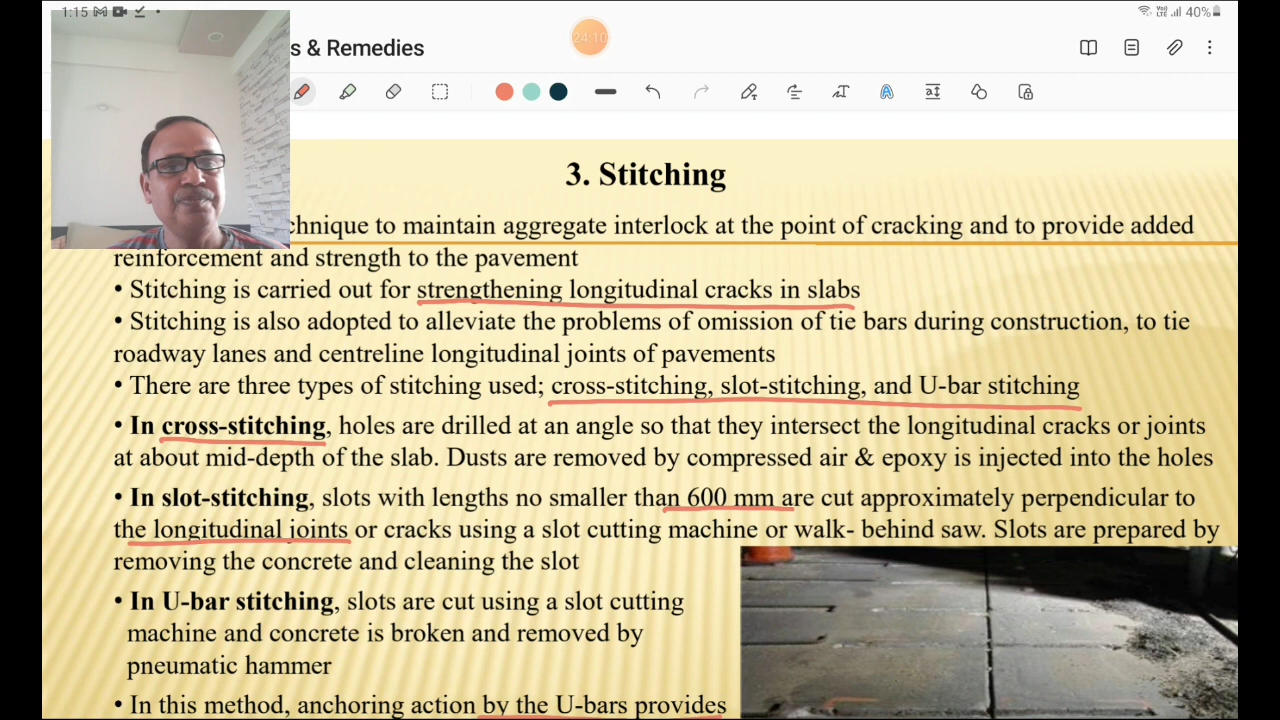 1:15
40%
s & Remedies
24:10
3. Stitching
chnique to maintain aggregate interlock at the point of cracking and to provide added
reinforcement and strength to the pavement
• Stitching is carried out for strengthening longitudinal cracks in slabs
• Stitching is also adopted to alleviate the problems of omission of tie bars during construction, to tie
roadway lanes and centreline longitudinal joints of pavements
• There are three types of stitching used; cross-stitching, slot-stitching, and U-bar stitching
• In cross-stitching, holes are drilled at an angle so that they intersect the longitudinal cracks or joints
at about mid-depth of the slab. Dusts are removed by compressed air & epoxy is injected into the holes
• In slot-stitching, slots with lengths no smaller than 600 mm are cut approximately perpendicular to
the longitudinal joints or cracks using a slot cutting machine or walk- behind saw. Slots are prepared by
removing the concrete and cleaning the slot
• In U-bar stitching, slots are cut using a slot cutting
machine and concrete is broken and removed by
pneumatic hammer
• In this method, anchoring action by the U-bars provides